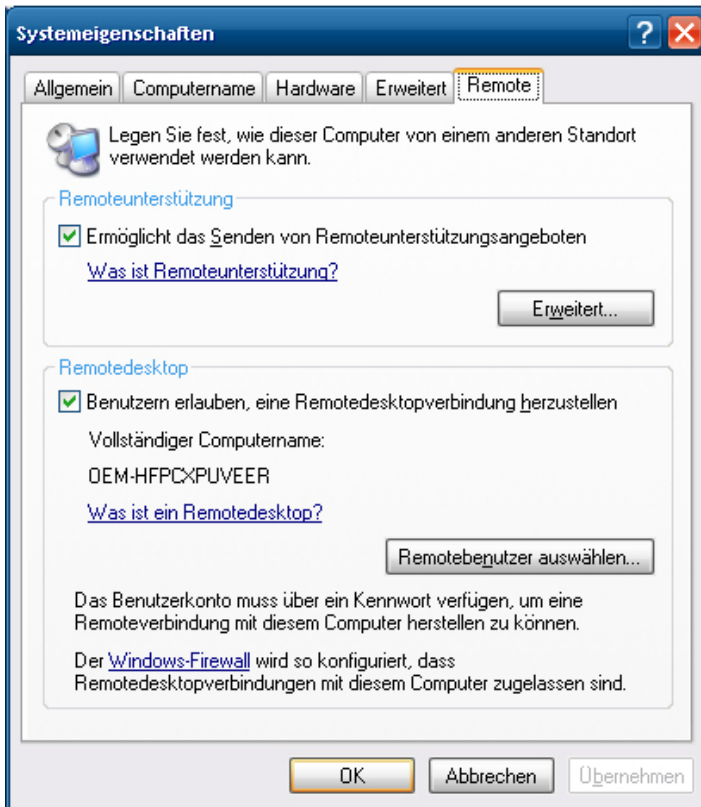 Systemeigenschaften
Allgemein Computername Hardware Erweitert Remote
Legen Sie fest, wie dieser Computer von einem anderen Standort
verwendet werden kann.
Remoteunterstützung
Ermöglicht das Senden von Remoteunterstützungsangeboten
Was ist Remoteunterstützung?
Erweitert...
Remotedesktop
Benutzern erlauben, eine Remotedesktopverbindung herzustellen
Vollständiger Computername:
OEM-HFPCXPUVEER
Was ist ein Remotedesktop?
Remotebenutzer auswählen...
Das Benutzerkonto muss über ein Kennwort verfügen, um eine
Remoteverbindung mit diesem Computer herstellen zu können.
Der Windows-Firewall wird so konfiguriert, dass
Remotedesktopverbindungen mit diesem Computer zugelassen sind.
OK Abbrechen Übernehmen